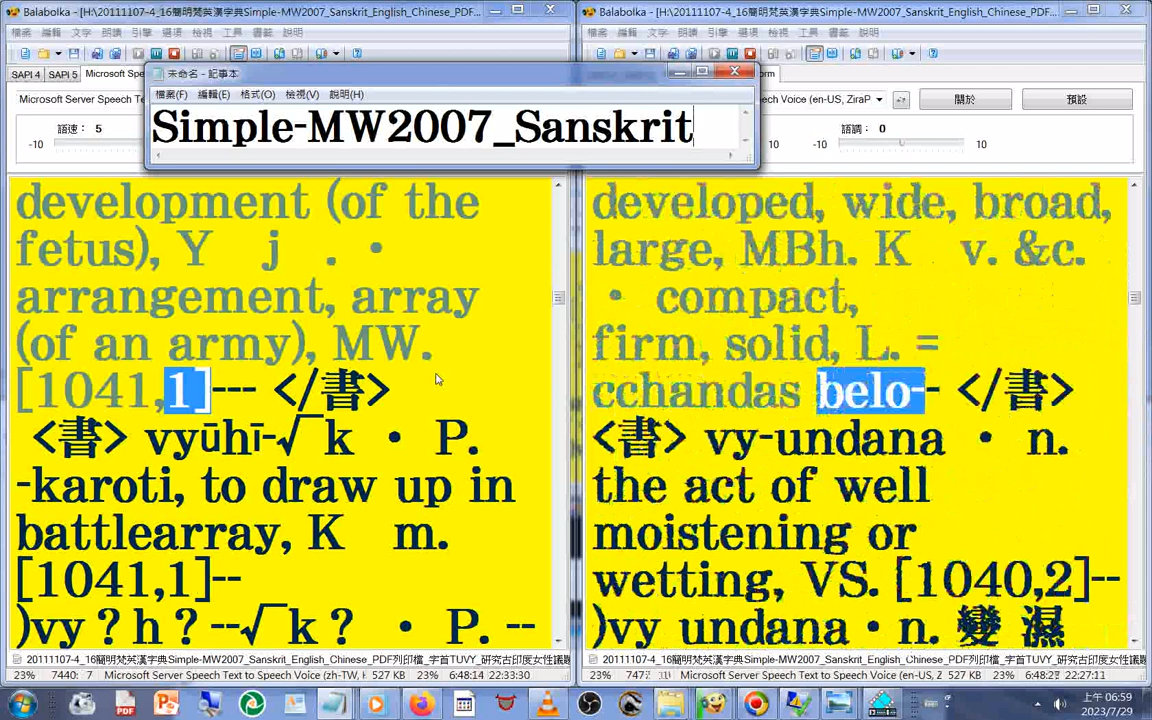 Balabolka - [H:\20111107-4_16簡明梵英漢字典Simple-MW2007_Sanskrit_English_Chinese_PDF...
檔案 編輯 文字 朗讀 引擎 選項 檢視 工具 書籤 說明
SAPI 4 SAPI 5 Microsoft Sp
Microsoft Server Speech Text
語速： 5
-10
未命名 - 記事本
檔案(F) 編輯(E) 格式(O) 檢視(V) 說明(H)
Simple-MW2007_Sanskrit
development (of the
fetus), Y j . •
arrangement, array
(of an army), MW.
[1041,1]--- </書>
<書> vyūhī-√k • P.
-karoti, to draw up in
battlearray, K m.
[1041,1]--
)vy ? h ? --√k ? • P. --
20111107-4_16簡明梵英漢字典Simple-MW2007_Sanskrit_English_Chinese_PDF列印檔_字首TUVY_研究古印度女性議題
23% 7440: 7 Microsoft Server Speech Text to Speech Voice (zh-TW, H 527 KB 23% 6:48:14 22:33:30
Balabolka - [H:\20111107-4_16簡明梵英漢字典Simple-MW2007_Sanskrit_English_Chinese_PDF...
檔案 編輯 文字 朗讀 引擎 選項 檢視 工具 書籤 說明
ech Voice (en-US, ZiraP 關於 預設
語調： 0
10 -10 10
developed, wide, broad,
large, MBh. K v. &c.
• compact,
firm, solid, L. =
cchandas belo-- </書>
<書> vy-undana • n.
the act of well
moistening or
wetting, VS. [1040,2]--
)vy undana • n. 變 濕
20111107-4_16簡明梵英漢字典Simple-MW2007_Sanskrit_English_Chinese_PDF列印檔_字首TUVY_研究古印度女性議題
23% Microsoft Server Speech Text to Speech Voice (en-US, Z 527 KB 23% 22:27:11
上午 06:59
2023/7/29